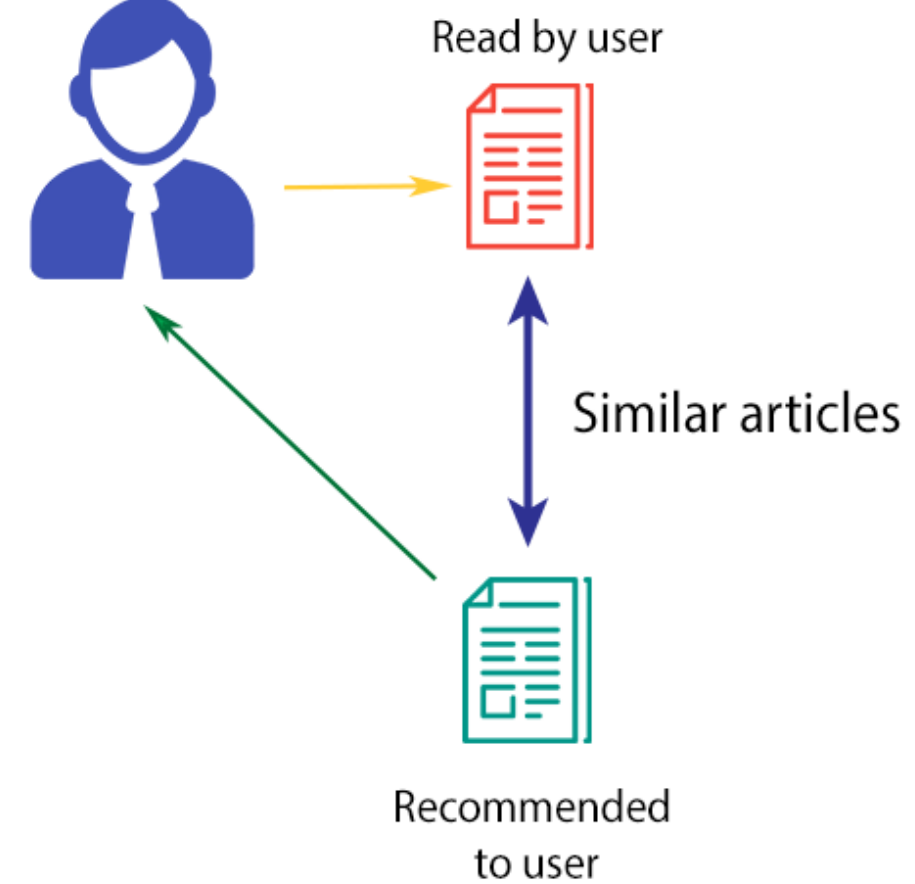 Read by user
Similar articles
Recommended
to user